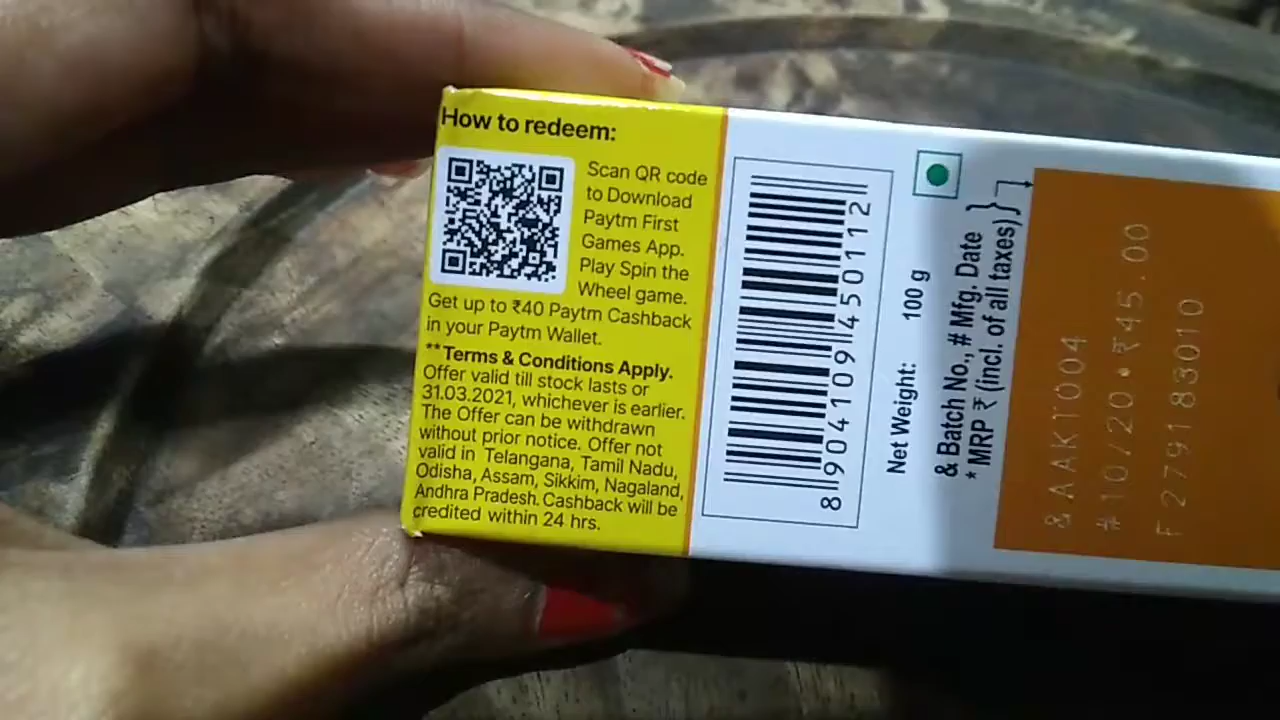 How to redeem:
Scan QR code
to Download
Paytm First
Games App.
Play Spin the
Wheel game.
Get up to ₹40 Paytm Cashback
in your Paytm Wallet.
**Terms & Conditions Apply.
Offer valid till stock lasts or
31.03.2021, whichever is earlier.
The Offer can be withdrawn
without prior notice. Offer not
valid in Telangana, Tamil Nadu,
Odisha, Assam, Sikkim, Nagaland,
Andhra Pradesh. Cashback will be
credited within 24 hrs.
8 904109 450112
Net Weight: 100 g
& Batch No., # Mfg. Date
* MRP ₹ (incl. of all taxes)
& AAKT004
#10/20 • ₹45.00
F 279183010